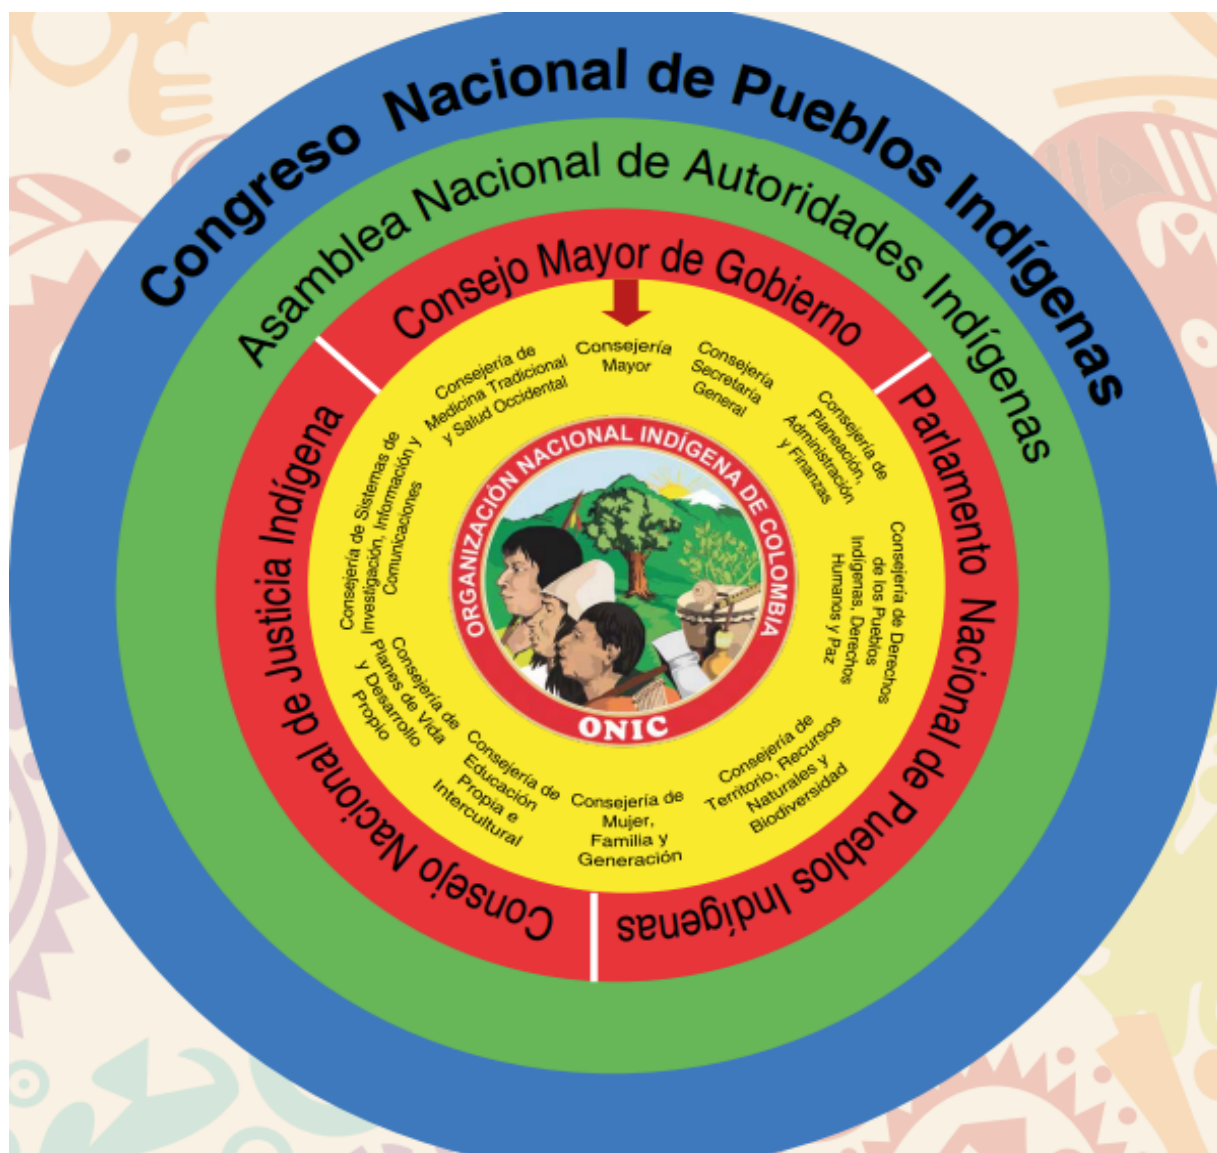 Congreso Nacional de Pueblos Indígenas
Asamblea Nacional de Autoridades Indígenas
Consejo Mayor de Gobierno
Parlamento Nacional de Pueblos Indígenas
Consejo Nacional de Justicia Indígena
Consejería
Mayor
Consejería
Secretaría
General
Consejería de
Planeación,
Administración
y Finanzas
Consejería de Derechos
de los Pueblos
Indígenas, Derechos
Humanos y Paz
Consejería de
Territorio, Recursos
Naturales y
Biodiversidad
Consejería de
Mujer,
Familia y
Generación
Consejería de
Educación
Propia e
Intercultural
Consejería de
Planes de Vida
y Desarrollo
Propio
Consejería de Sistemas de
Investigación, Información y
Comunicaciones
Consejería de
Medicina Tradicional
y Salud Occidental
ORGANIZACIÓN NACIONAL INDÍGENA DE COLOMBIA
ONIC